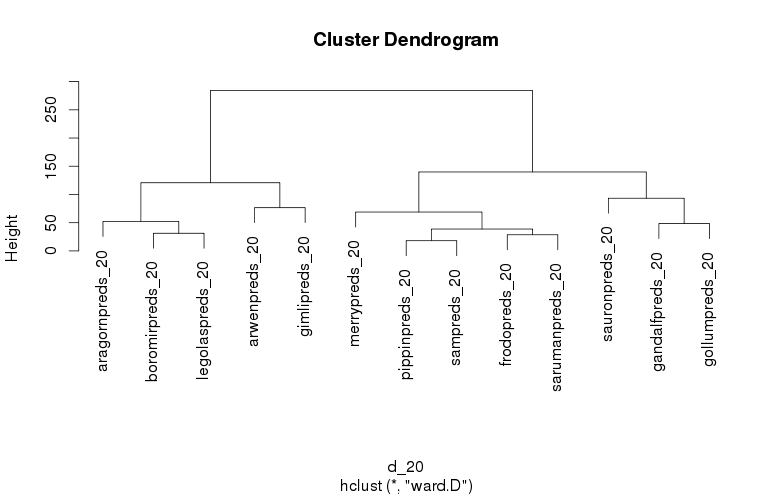 Cluster Dendrogram
Height
250
150
50
0
aragornpreds_20
boromirpreds_20
legolaspreds_20
arwenpreds_20
gimlipreds_20
merrypreds_20
pippinpreds_20
sampreds_20
frodopreds_20
sarumanpreds_20
sauronpreds_20
gandalfpreds_20
gollumpreds_20
d_20
hclust (*, "ward.D")